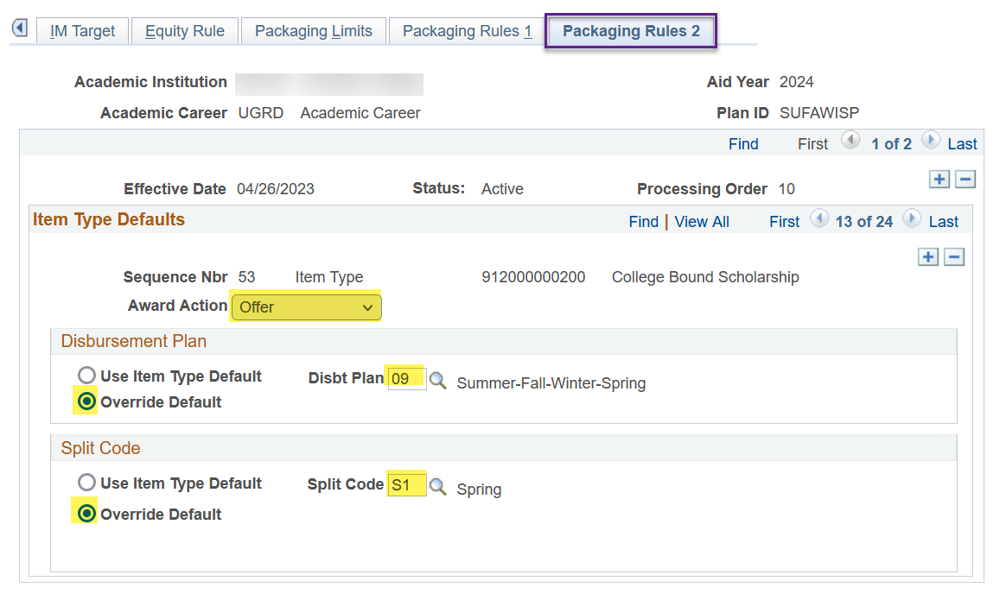 IM Target Equity Rule Packaging Limits Packaging Rules 1 Packaging Rules 2
Academic Institution Aid Year 2024
Academic Career UGRD Academic Career Plan ID SUFAWISP
Find First 1 of 2 Last
Effective Date 04/26/2023 Status: Active Processing Order 10
Item Type Defaults Find | View All First 13 of 24 Last
Sequence Nbr 53 Item Type 912000000200 College Bound Scholarship
Award Action Offer
Disbursement Plan
Use Item Type Default Disbt Plan 09 Summer-Fall-Winter-Spring
Override Default
Split Code
Use Item Type Default Split Code S1 Spring
Override Default